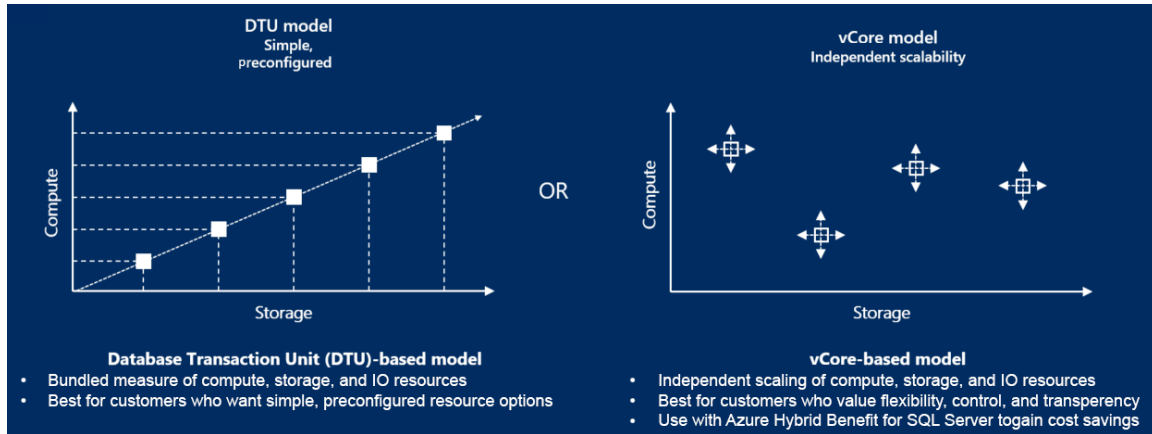 DTU model
Simple,
preconfigured
Compute
Storage
OR
vCore model
Independent scalability
Compute
Storage
Database Transaction Unit (DTU)-based model
• Bundled measure of compute, storage, and IO resources
• Best for customers who want simple, preconfigured resource options
vCore-based model
• Independent scaling of compute, storage, and IO resources
• Best for customers who value flexibility, control, and transperency
• Use with Azure Hybrid Benefit for SQL Server togain cost savings